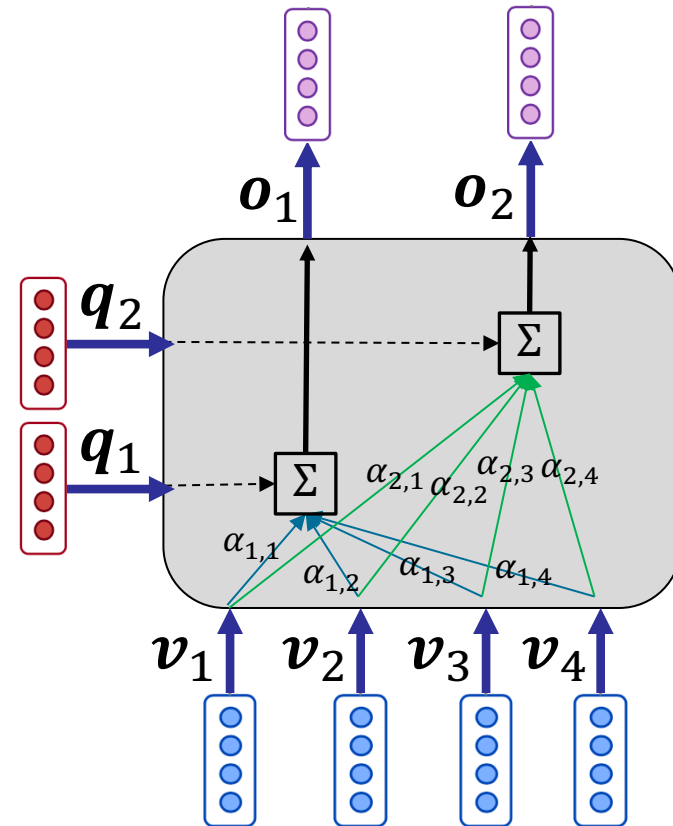 o₁ o₂
q₂
Σ
q₁
α₂,₁ α₂,₂ α₂,₃ α₂,₄
Σ
α₁,₁ α₁,₂ α₁,₃ α₁,₄
v₁ v₂ v₃ v₄